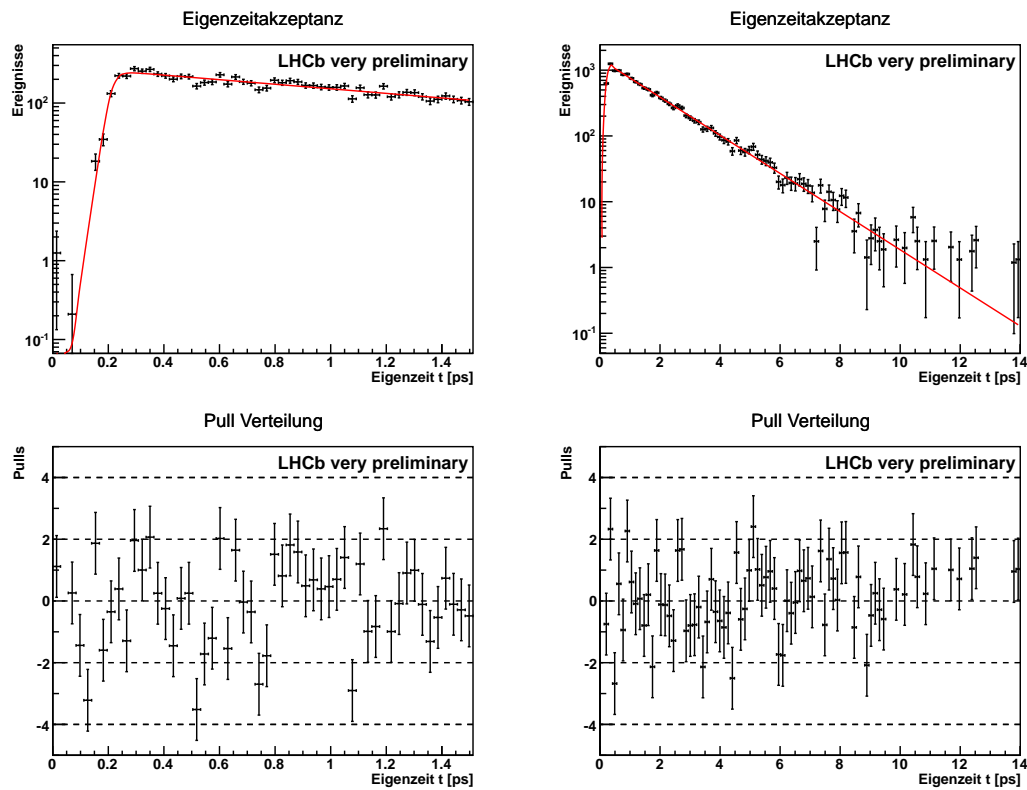 Eigenzeitakzeptanz
LHCb very preliminary
Ereignisse
10²
10
1
10⁻¹
0 0.2 0.4 0.6 0.8 1 1.2 1.4
Eigenzeit t [ps]
Eigenzeitakzeptanz
LHCb very preliminary
Ereignisse
10³
10²
10
1
10⁻¹
0 2 4 6 8 10 12 14
Eigenzeit t [ps]
Pull Verteilung
LHCb very preliminary
Pulls
4
2
0
-2
-4
0 0.2 0.4 0.6 0.8 1 1.2 1.4
Eigenzeit t [ps]
Pull Verteilung
LHCb very preliminary
Pulls
4
2
0
-2
-4
0 2 4 6 8 10 12 14
Eigenzeit t [ps]